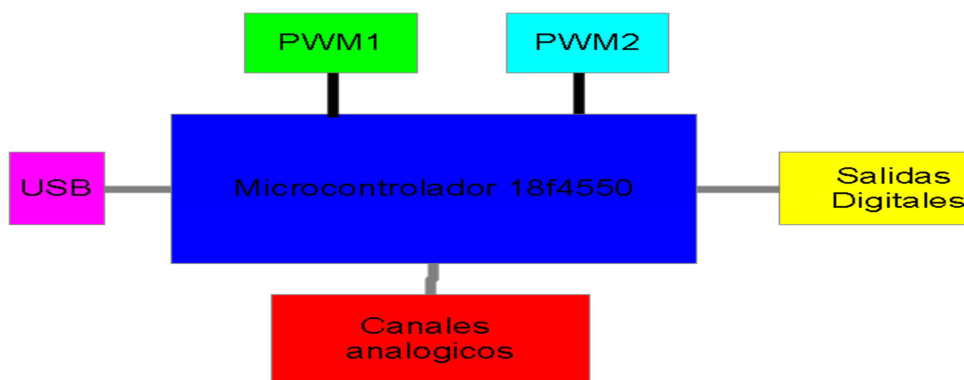 PWM1
PWM2
USB
Microcontrolador 18f4550
Salidas
Digitales
Canales
analogicos